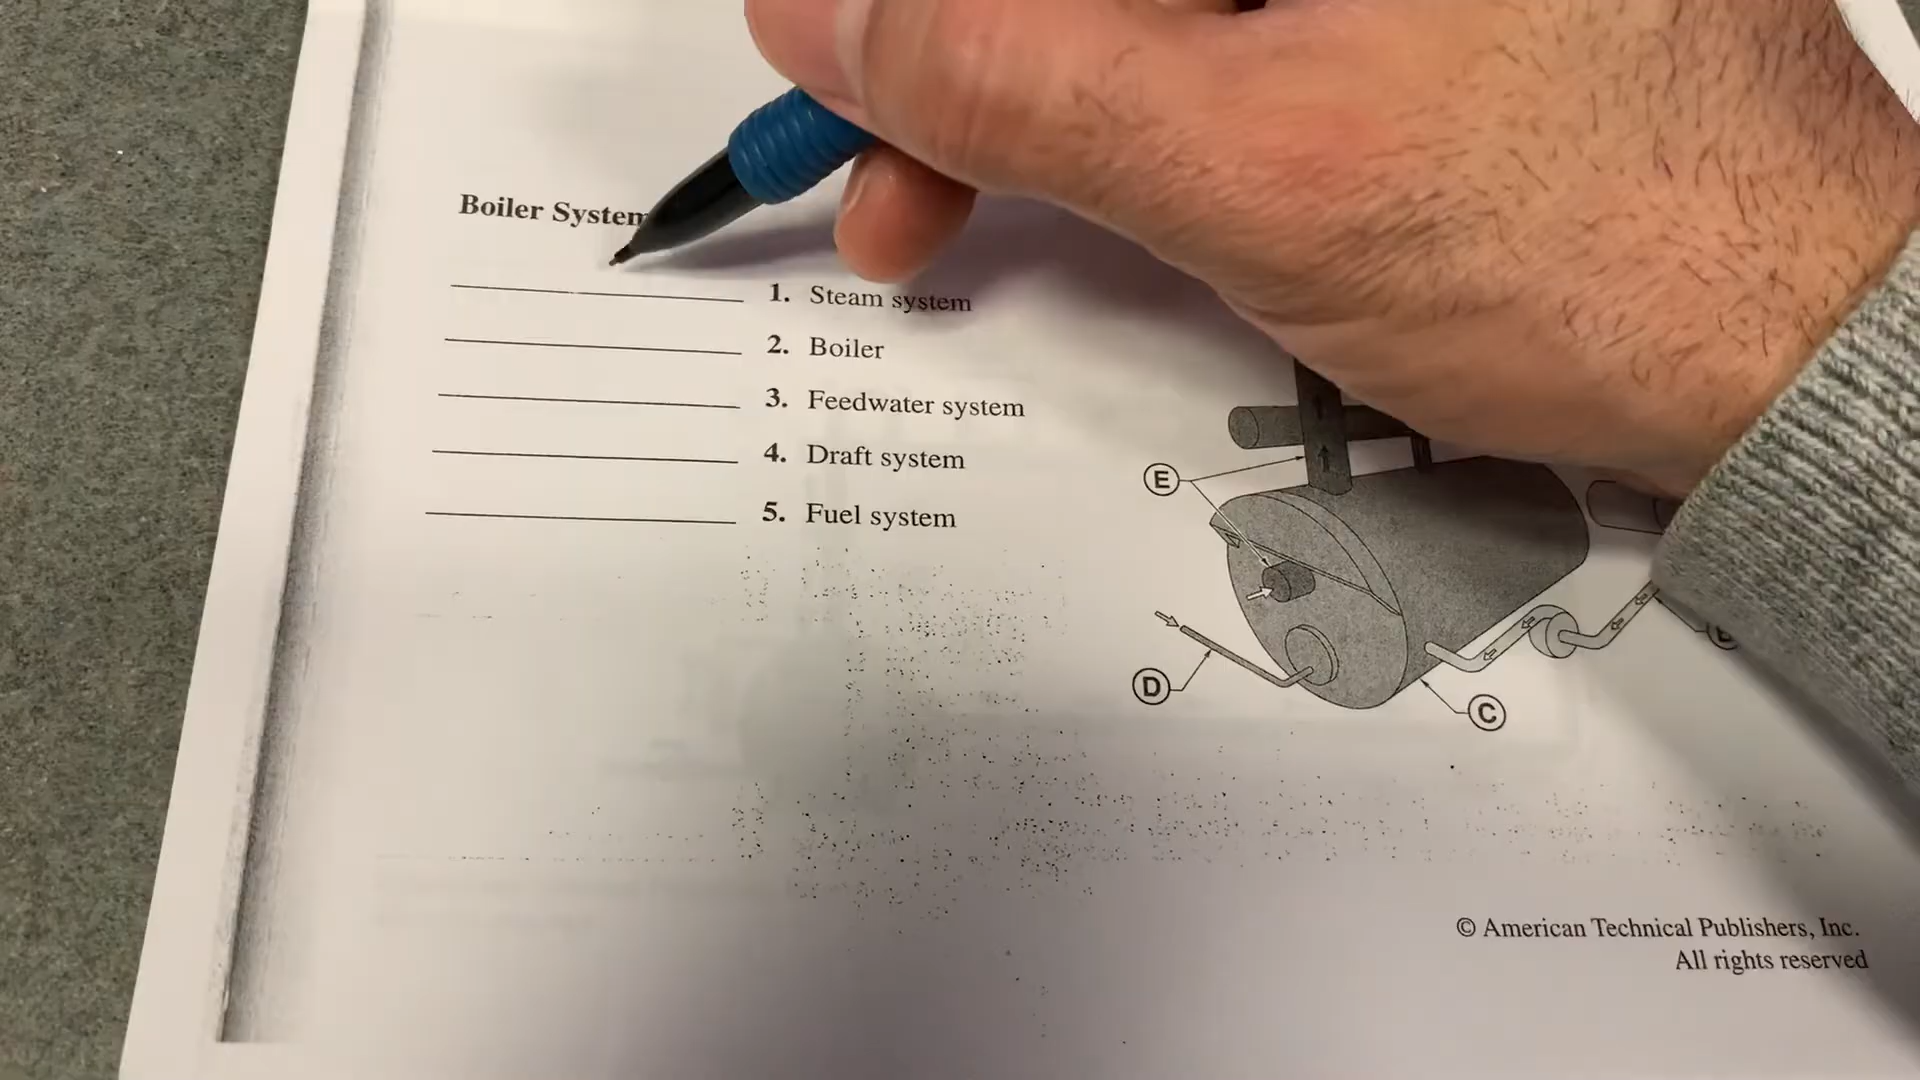 Boiler System
1. Steam system
2. Boiler
3. Feedwater system
4. Draft system
5. Fuel system
E
D
C
© American Technical Publishers, Inc.
All rights reserved